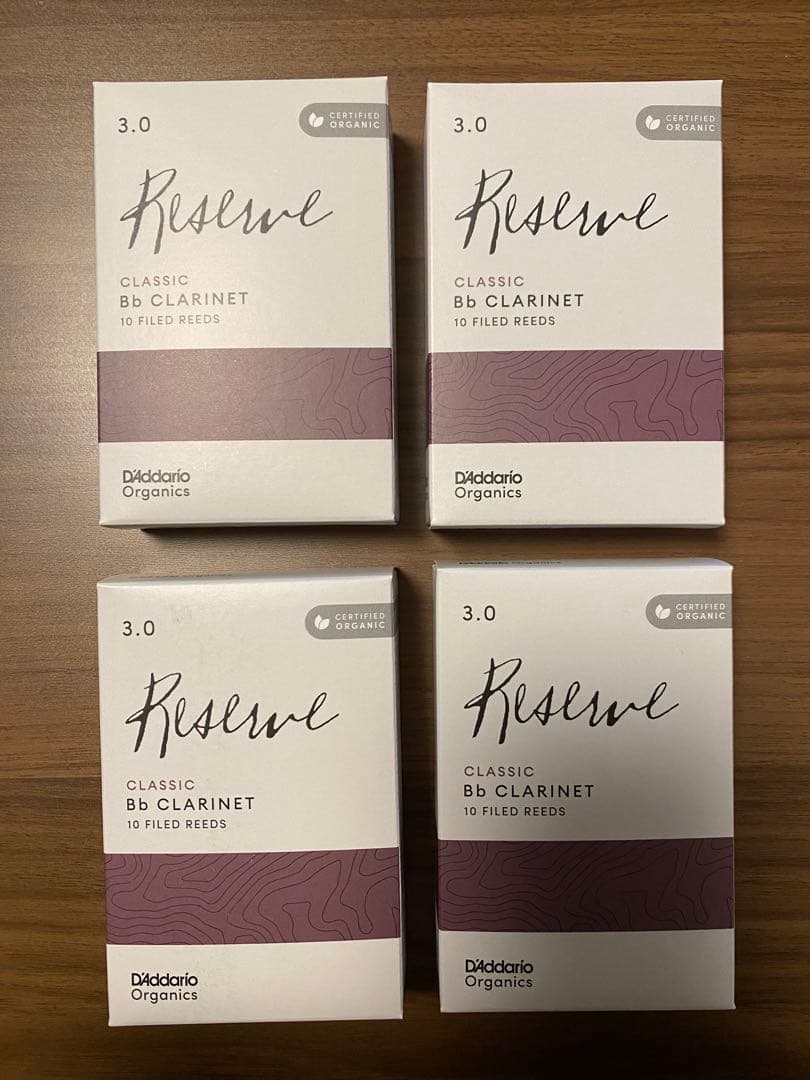 3.0
CERTIFIED
ORGANIC
Reserve
CLASSIC
Bb CLARINET
10 FILED REEDS
D'Addario
Organics
3.0
CERTIFIED
ORGANIC
Reserve
CLASSIC
Bb CLARINET
10 FILED REEDS
D'Addario
Organics
3.0
CERTIFIED
ORGANIC
Reserve
CLASSIC
Bb CLARINET
10 FILED REEDS
D'Addario
Organics
D'Addario Organics
3.0
CERTIFIED
ORGANIC
Reserve
CLASSIC
Bb CLARINET
10 FILED REEDS
D'Addario
Organics